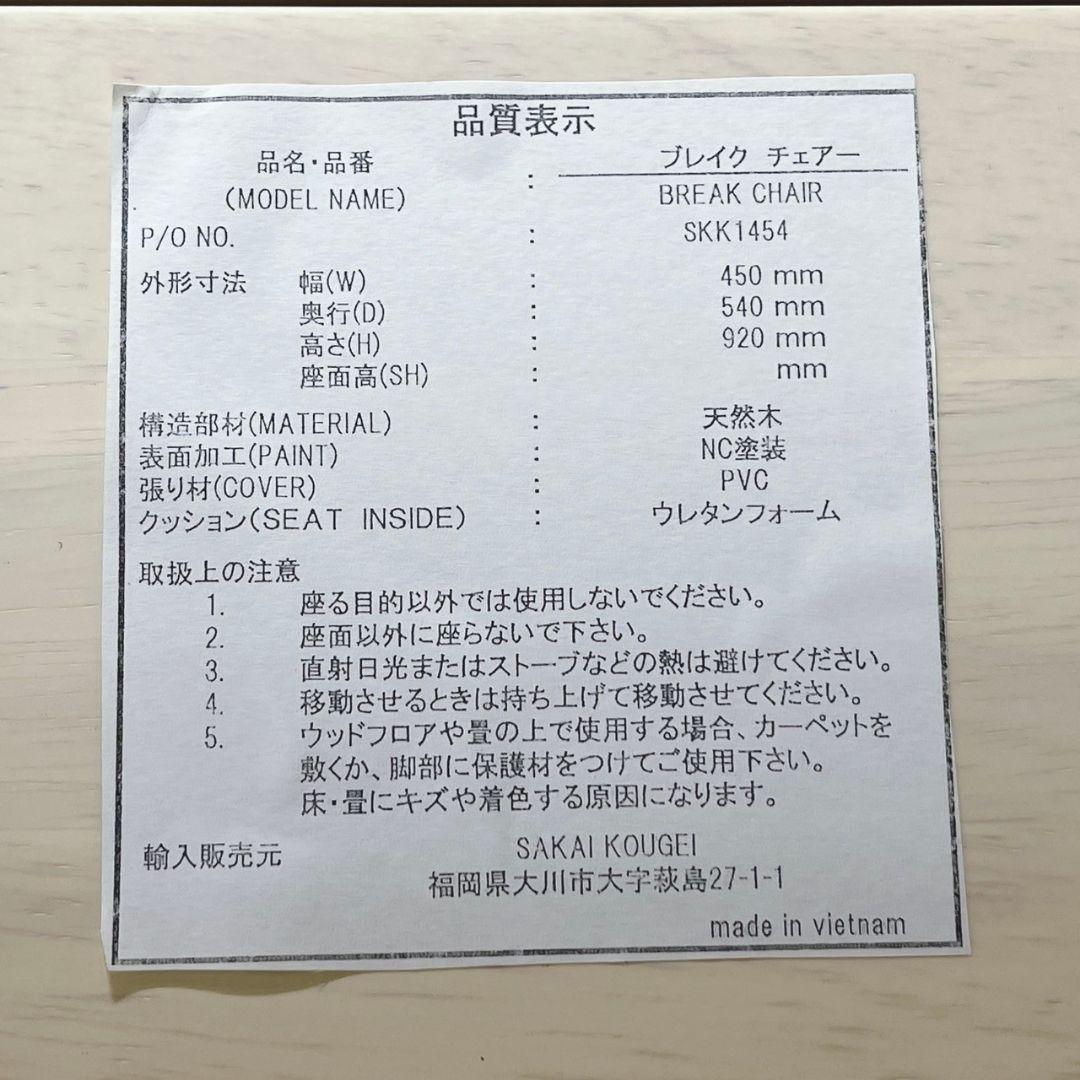 品質表示
品名・品番 ブレイク チェアー
(MODEL NAME) : BREAK CHAIR
P/O NO. : SKK1454
外形寸法 幅(W) : 450 mm
奥行(D) : 540 mm
高さ(H) : 920 mm
座面高(SH) : mm
構造部材(MATERIAL) : 天然木
表面加工(PAINT) : NC塗装
張り材(COVER) : PVC
クッション(SEAT INSIDE) : ウレタンフォーム
取扱上の注意
1. 座る目的以外では使用しないでください。
2. 座面以外に座らないで下さい。
3. 直射日光またはストーブなどの熱は避けてください。
4. 移動させるときは持ち上げて移動させてください。
5. ウッドフロアや畳の上で使用する場合、カーペットを
敷くか、脚部に保護材をつけてご使用下さい。
床・畳にキズや着色する原因になります。
輸入販売元 SAKAI KOUGEI
福岡県大川市大字萩島27-1-1
made in vietnam